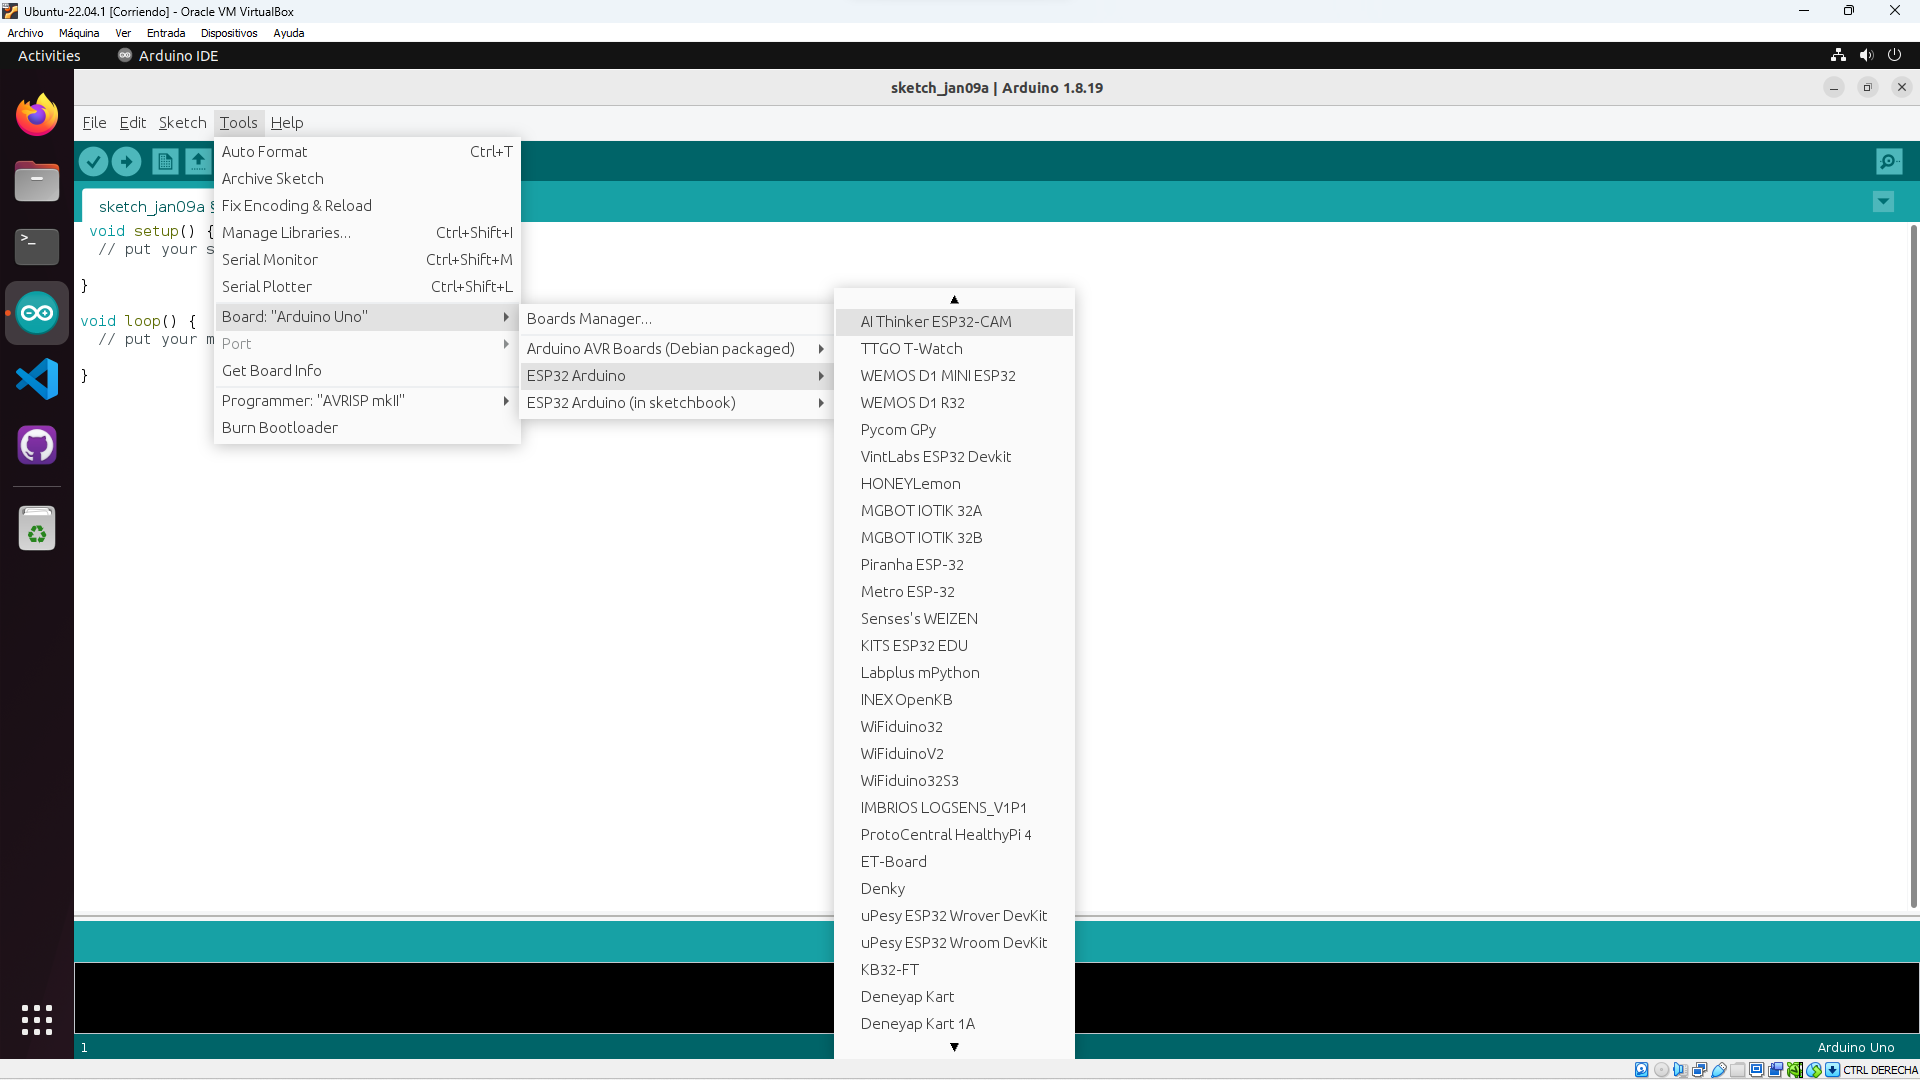 Ubuntu-22.04.1 [Corriendo] - Oracle VM VirtualBox
Archivo Máquina Ver Entrada Dispositivos Ayuda
Activities Arduino IDE
sketch_jan09a | Arduino 1.8.19
File Edit Sketch Tools Help
sketch_jan09a §
void setup() {
// put your s
}
void loop() {
// put your m
}
Auto Format Ctrl+T
Archive Sketch
Fix Encoding & Reload
Manage Libraries... Ctrl+Shift+I
Serial Monitor Ctrl+Shift+M
Serial Plotter Ctrl+Shift+L
Board: "Arduino Uno"
Port
Get Board Info
Programmer: "AVRISP mkII"
Burn Bootloader
Boards Manager...
Arduino AVR Boards (Debian packaged)
ESP32 Arduino
ESP32 Arduino (in sketchbook)
AI Thinker ESP32-CAM
TTGO T-Watch
WEMOS D1 MINI ESP32
WEMOS D1 R32
Pycom GPy
VintLabs ESP32 Devkit
HONEYLemon
MGBOT IOTIK 32A
MGBOT IOTIK 32B
Piranha ESP-32
Metro ESP-32
Senses's WEIZEN
KITS ESP32 EDU
Labplus mPython
INEX OpenKB
WiFiduino32
WiFiduinoV2
WiFiduino32S3
IMBRIOS LOGSENS_V1P1
ProtoCentral HealthyPi 4
ET-Board
Denky
uPesy ESP32 Wrover DevKit
uPesy ESP32 Wroom DevKit
KB32-FT
Deneyap Kart
Deneyap Kart 1A
1
Arduino Uno
CTRL DERECHA